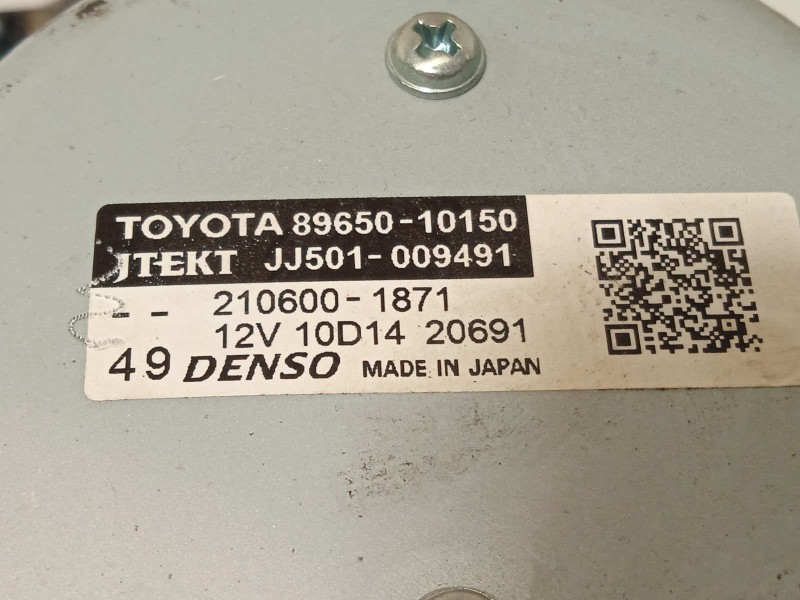 TOYOTA 89650-10150
JTEKT JJ501-009491
-- 210600-1871
12V 10D14 20691
49 DENSO MADE IN JAPAN